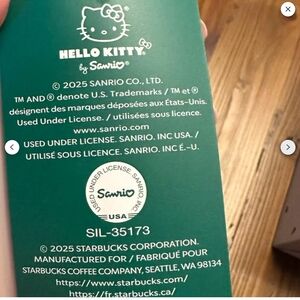 HELLO KITTY
by Sanrio®
© 2025 SANRIO CO., LTD.
TM AND ® denote U.S. Trademarks / TM et ®
désignent des marques déposées aux États-Unis.
Used Under License. / utilisées sous licence.
www.sanrio.com
USED UNDER LICENSE. SANRIO, INC USA. /
UTILISÉ SOUS LICENCE. SANRIO, INC É.-U.
USED UNDER LICENSE. SANRIO, INC.
Sanrio
USA
SIL-35173
© 2025 STARBUCKS CORPORATION.
MANUFACTURED FOR / FABRIQUÉ POUR
STARBUCKS COFFEE COMPANY, SEATTLE, WA 98134
https://www.starbucks.com/
https://fr.starbucks.ca/